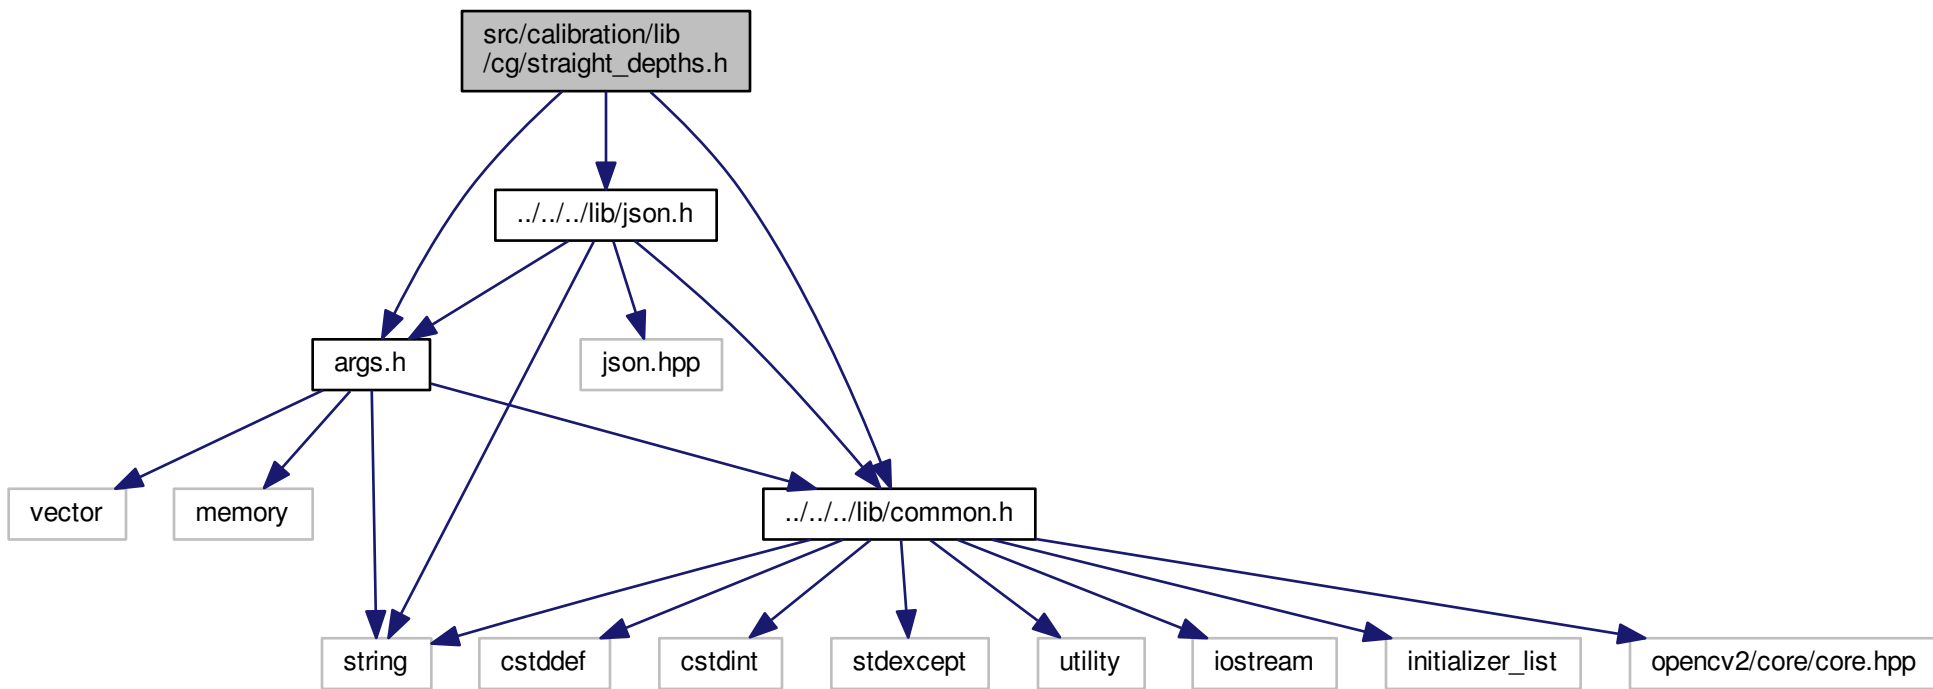 src/calibration/lib
/cg/straight_depths.h
../../../lib/json.h
args.h
json.hpp
vector
memory
../../../lib/common.h
string
cstddef
cstdint
stdexcept
utility
iostream
initializer_list
opencv2/core/core.hpp